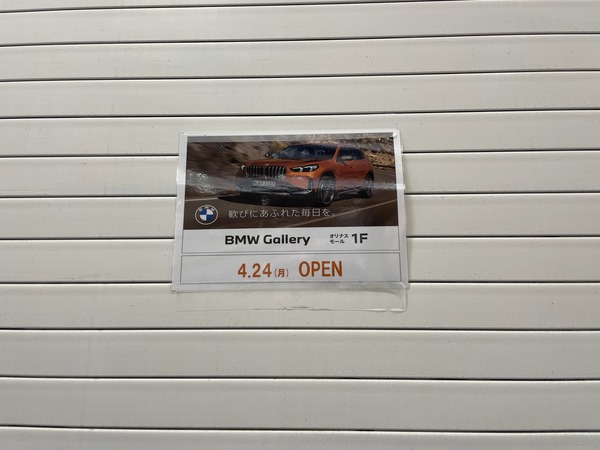 歓びにあふれた毎日を。
BMW Gallery オリナス モール 1F
4.24(月) OPEN